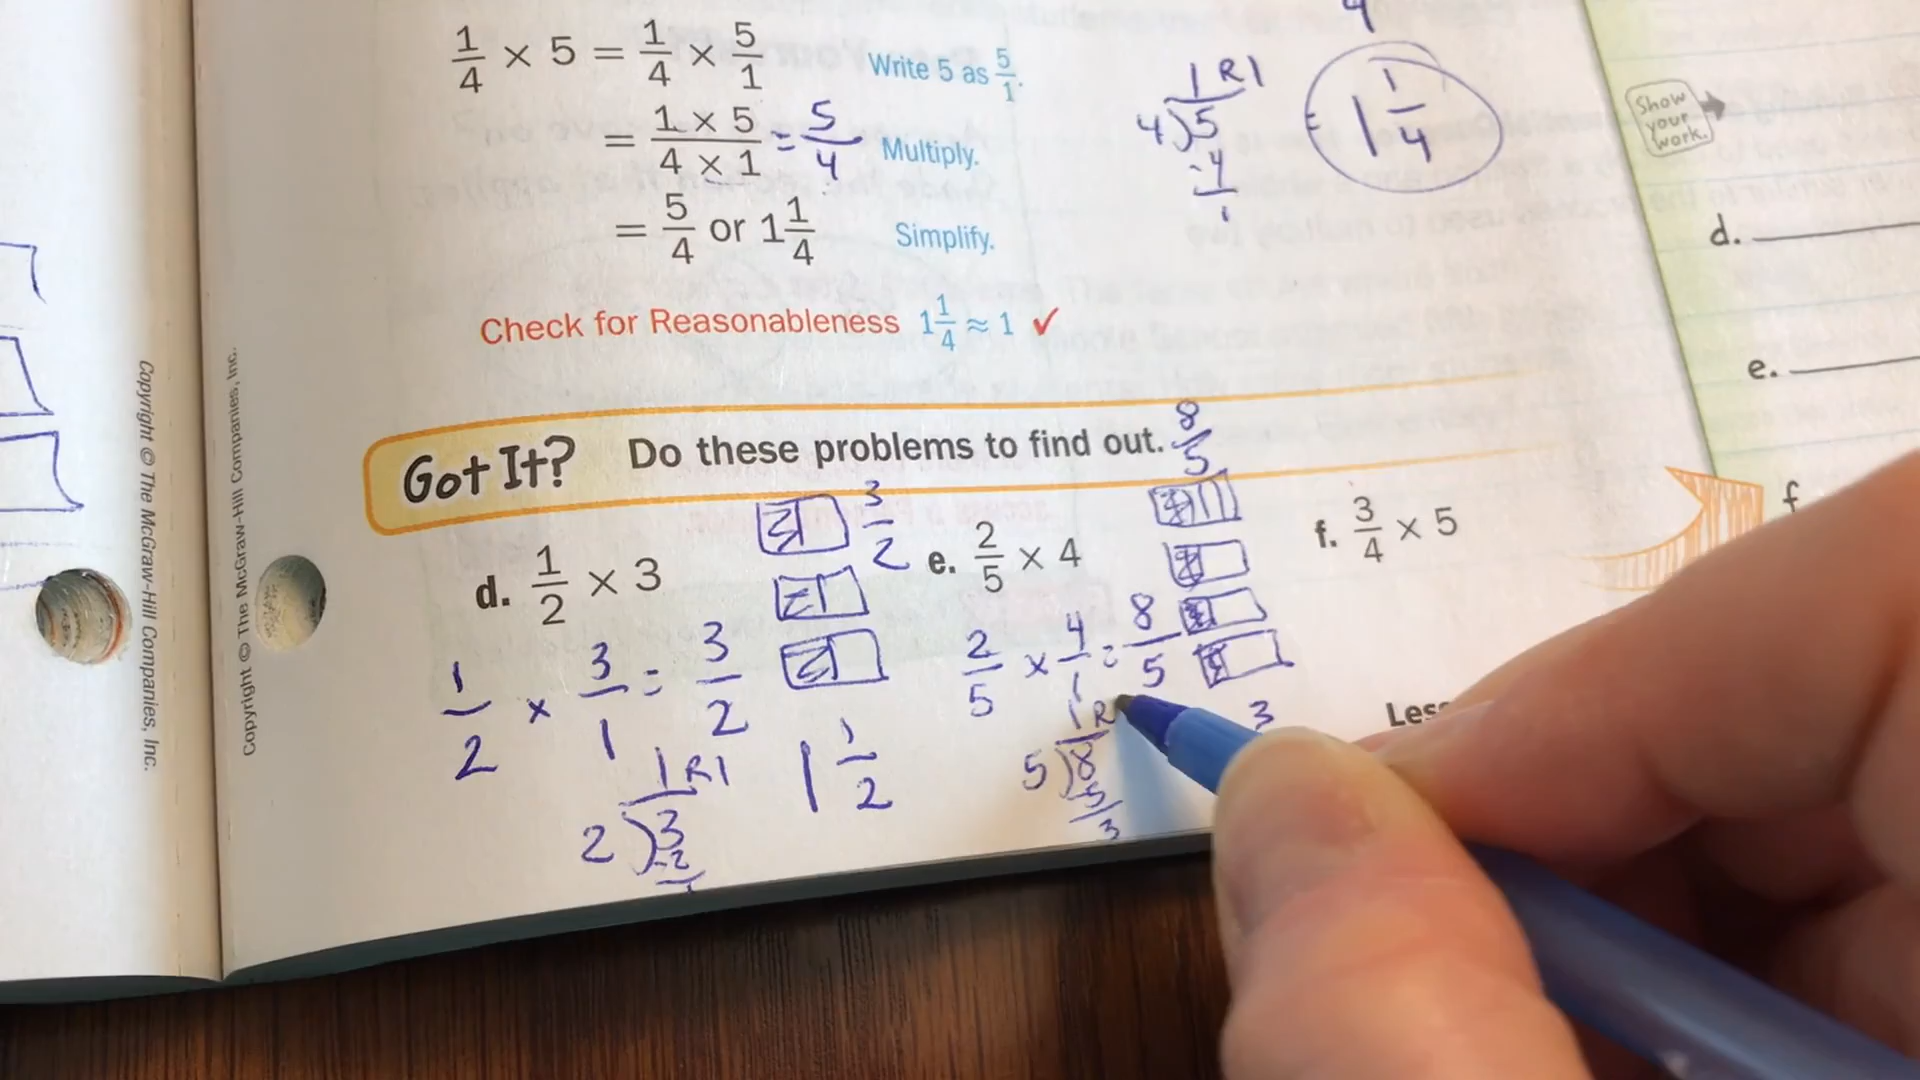 1/4 × 5 = 1/4 × 5/1 Write 5 as 5/1.
= 1 × 5 / 4 × 1 = 5/4 Multiply.
= 5/4 or 1 1/4 Simplify.
Check for Reasonableness 1 1/4 ≈ 1 ✓
4
1 R1
4)5
-4
1
= 1 1/4
Show your work.
d.
e.
f
Copyright © The McGraw-Hill Companies, Inc.
Copyright © The McGraw-Hill Companies, Inc.
Got It? Do these problems to find out.
8/5
d. 1/2 × 3
3/2
e. 2/5 × 4
f. 3/4 × 5
1/2 × 3/1 = 3/2
2/5 × 4/1 = 8/5
1 R1
2)3
-2
1
1 1/2
1 R
5)8
5
3
3
Les